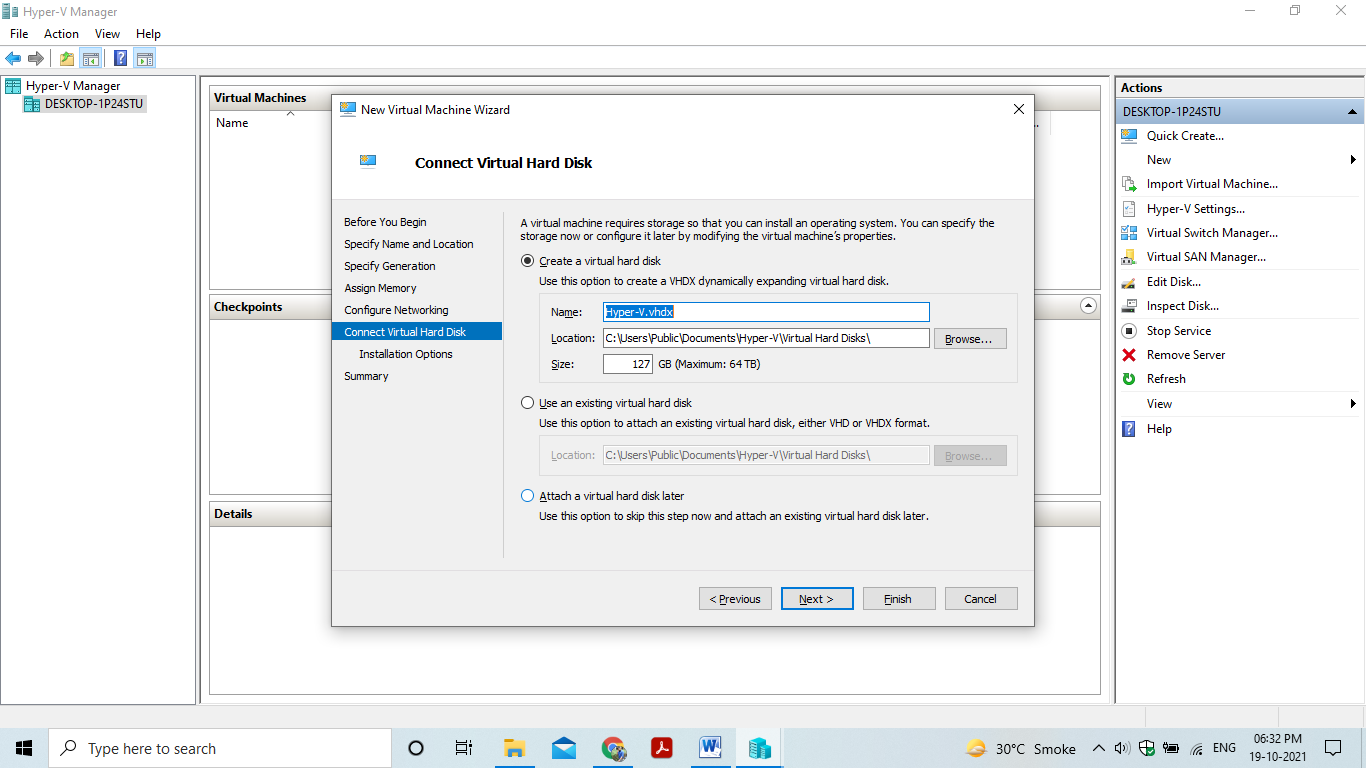 Hyper-V Manager
File Action View Help
Hyper-V Manager
DESKTOP-1P24STU
Virtual Machines
Name
..
Checkpoints
Details
New Virtual Machine Wizard
Connect Virtual Hard Disk
Before You Begin
Specify Name and Location
Specify Generation
Assign Memory
Configure Networking
Connect Virtual Hard Disk
Installation Options
Summary
A virtual machine requires storage so that you can install an operating system. You can specify the
storage now or configure it later by modifying the virtual machine's properties.
Create a virtual hard disk
Use this option to create a VHDX dynamically expanding virtual hard disk.
Name: Hyper-V.vhdx
Location: C:\Users\Public\Documents\Hyper-V\Virtual Hard Disks\ Browse...
Size: 127 GB (Maximum: 64 TB)
Use an existing virtual hard disk
Use this option to attach an existing virtual hard disk, either VHD or VHDX format.
Location: C:\Users\Public\Documents\Hyper-V\Virtual Hard Disks\ Browse...
Attach a virtual hard disk later
Use this option to skip this step now and attach an existing virtual hard disk later.
< Previous Next > Finish Cancel
Actions
DESKTOP-1P24STU
Quick Create...
New
Import Virtual Machine...
Hyper-V Settings...
Virtual Switch Manager...
Virtual SAN Manager...
Edit Disk...
Inspect Disk...
Stop Service
Remove Server
Refresh
View
Help
Type here to search
30°C Smoke
ENG
06:32 PM
19-10-2021